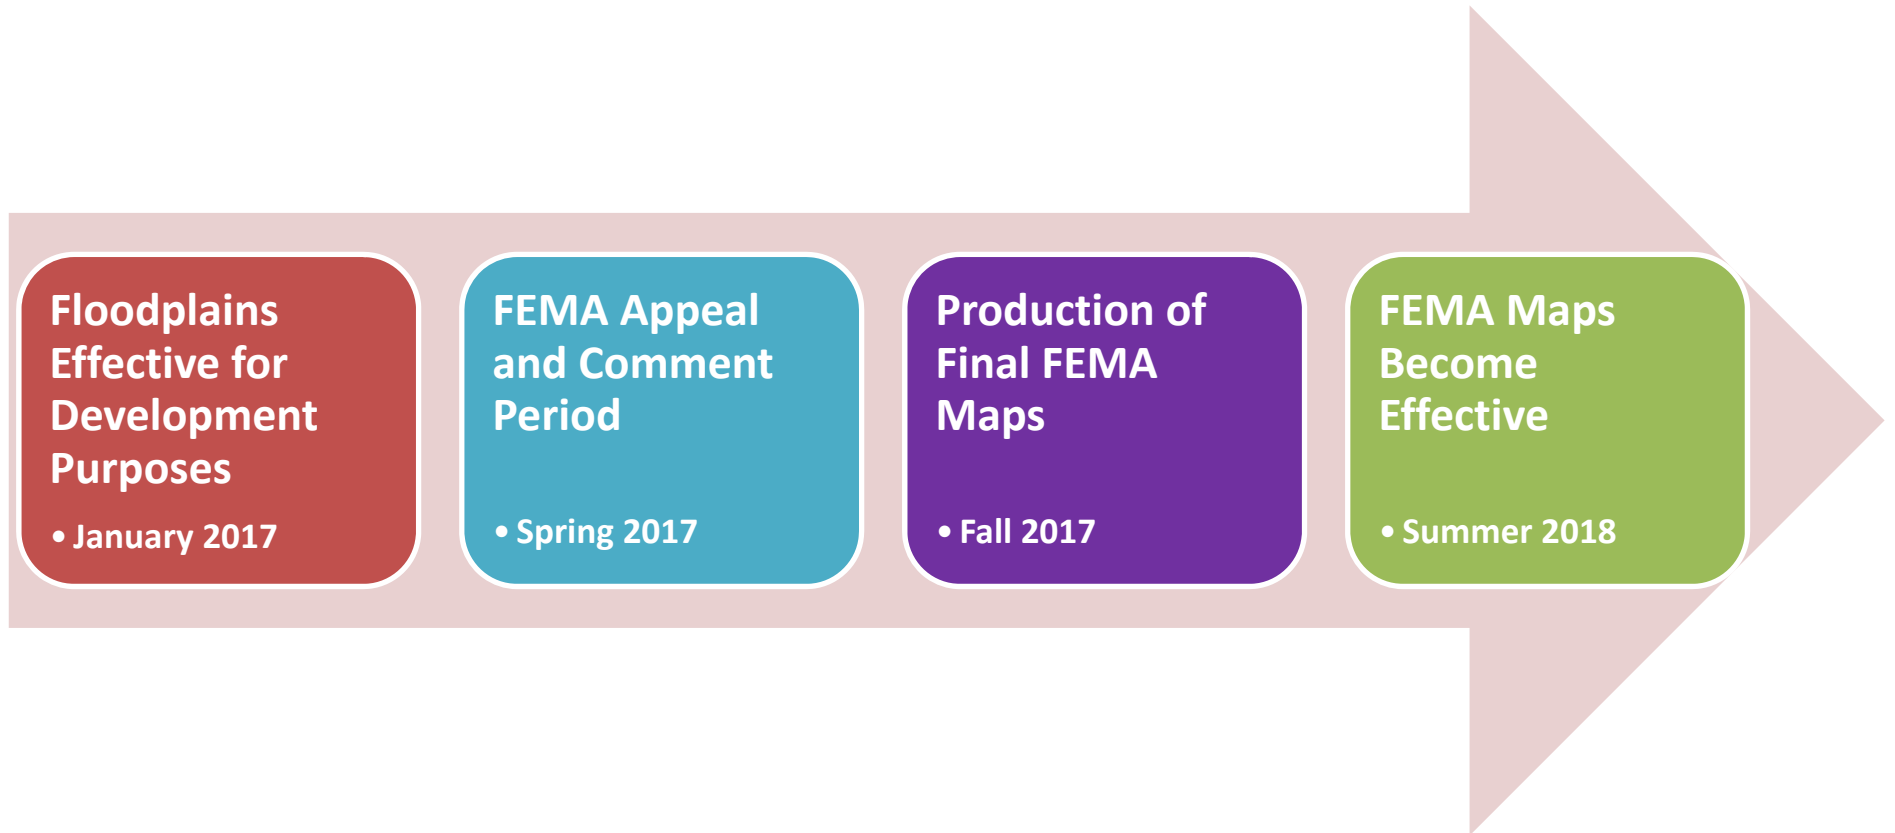 Floodplains
Effective for
Development
Purposes
• January 2017
FEMA Appeal
and Comment
Period
• Spring 2017
Production of
Final FEMA
Maps
• Fall 2017
FEMA Maps
Become
Effective
• Summer 2018